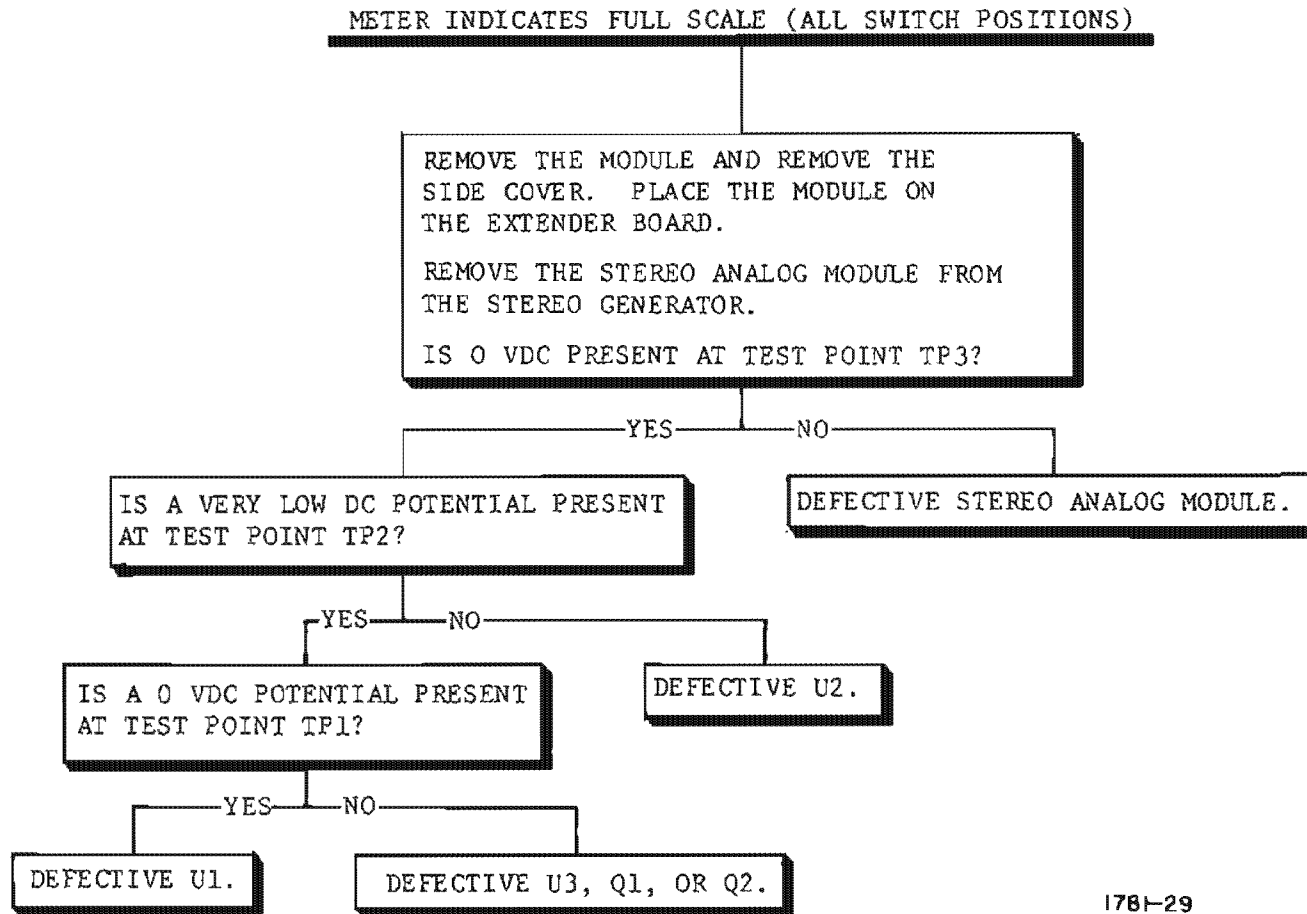 METER INDICATES FULL SCALE (ALL SWITCH POSITIONS)
REMOVE THE MODULE AND REMOVE THE
SIDE COVER. PLACE THE MODULE ON
THE EXTENDER BOARD.
REMOVE THE STEREO ANALOG MODULE FROM
THE STEREO GENERATOR.
IS 0 VDC PRESENT AT TEST POINT TP3?
YES NO
IS A VERY LOW DC POTENTIAL PRESENT
AT TEST POINT TP2?
DEFECTIVE STEREO ANALOG MODULE.
YES NO
IS A 0 VDC POTENTIAL PRESENT
AT TEST POINT TP1?
DEFECTIVE U2.
YES NO
DEFECTIVE U1.
DEFECTIVE U3, Q1, OR Q2.
1781-29